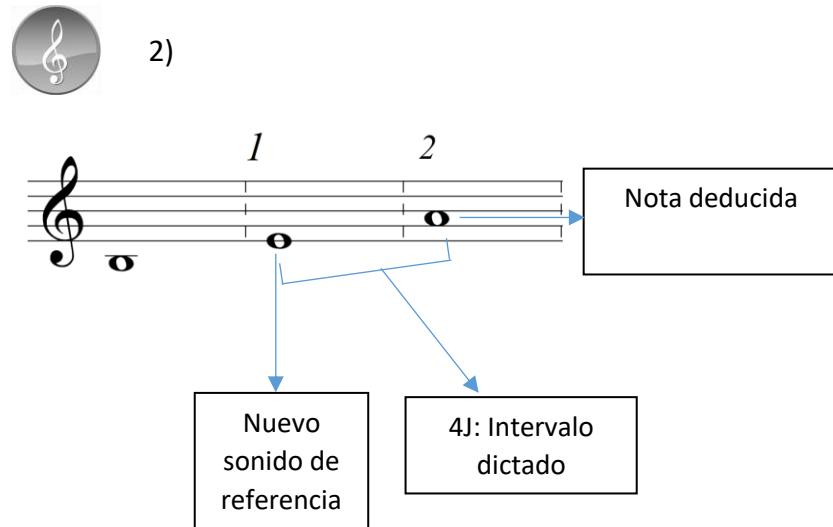 2)
1
2
Nota deducida
Nuevo
sonido de
referencia
4J: Intervalo
dictado